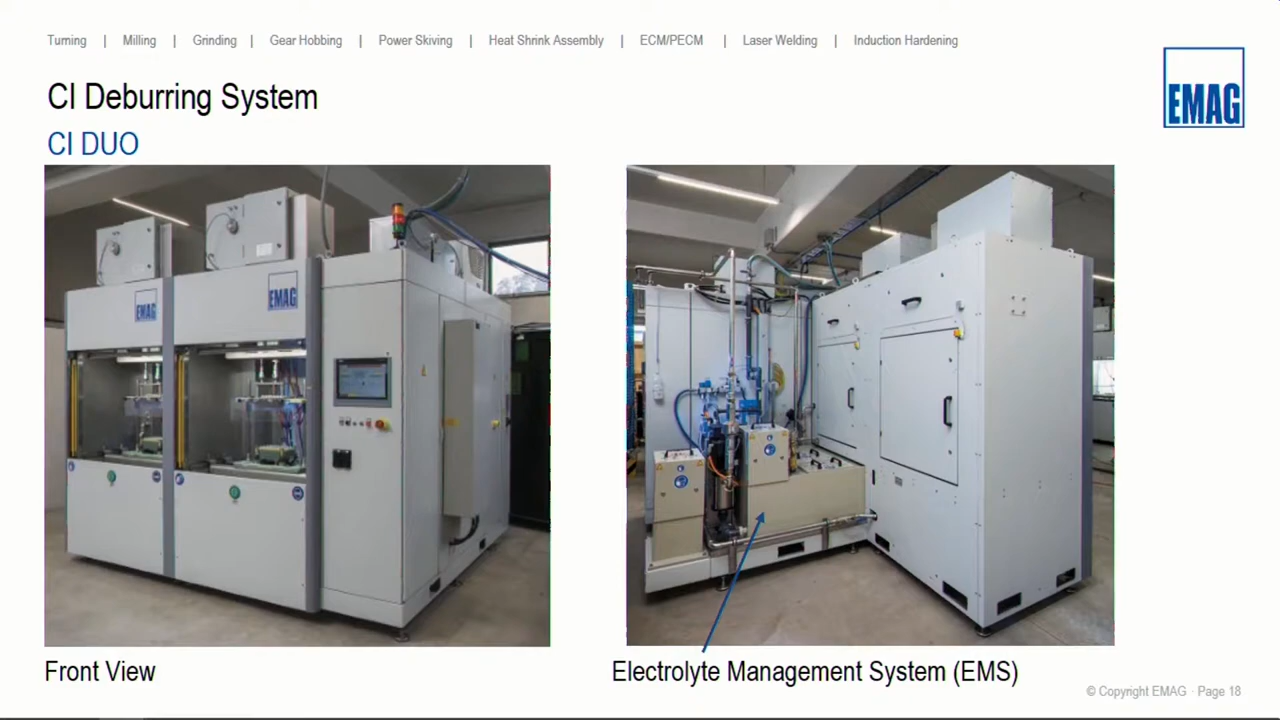 Turning | Milling | Grinding | Gear Hobbing | Power Skiving | Heat Shrink Assembly | ECM/PECM | Laser Welding | Induction Hardening
EMAG
CI Deburring System
CI DUO
EMAG
EMAG
Front View
Electrolyte Management System (EMS)
© Copyright EMAG · Page 18